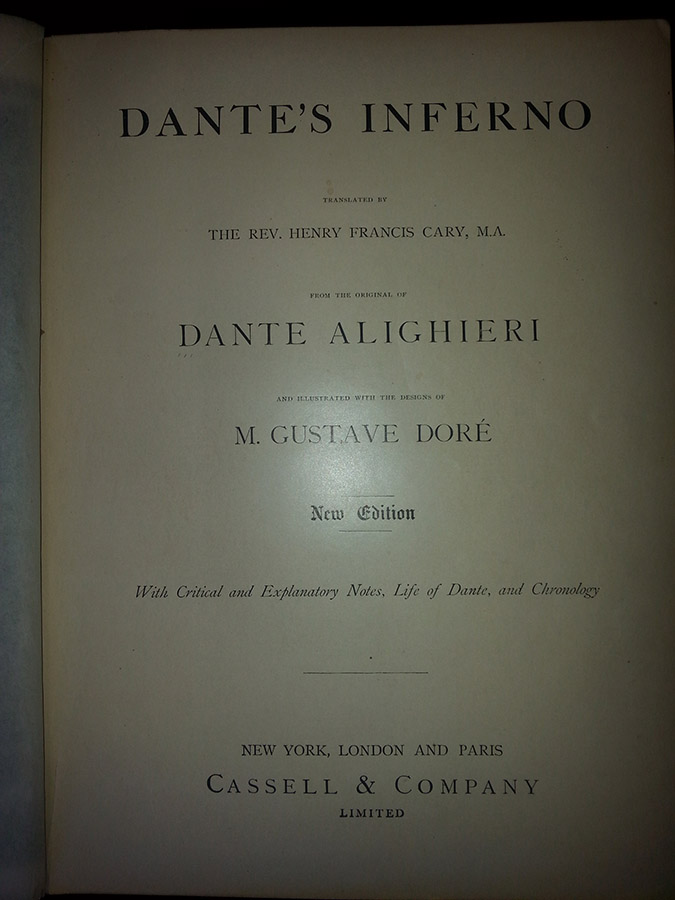 DANTE'S INFERNO
TRANSLATED BY
THE REV. HENRY FRANCIS CARY, M.A.
FROM THE ORIGINAL OF
DANTE ALIGHIERI
AND ILLUSTRATED WITH THE DESIGNS OF
M. GUSTAVE DORÉ
New Edition
With Critical and Explanatory Notes, Life of Dante, and Chronology
NEW YORK, LONDON AND PARIS
CASSELL & COMPANY
LIMITED